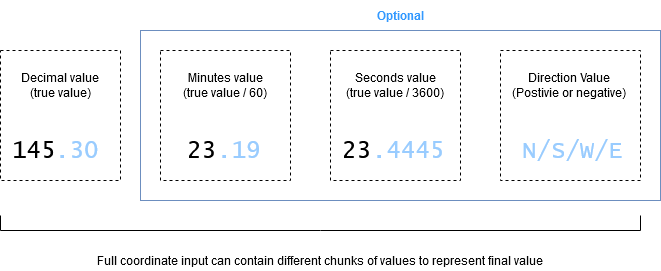 Optional
Decimal value
(true value)
145.30
Minutes value
(true value / 60)
23.19
Seconds value
(true value / 3600)
23.4445
Direction Value
(Postivie or negative)
N/S/W/E
Full coordinate input can contain different chunks of values to represent final value